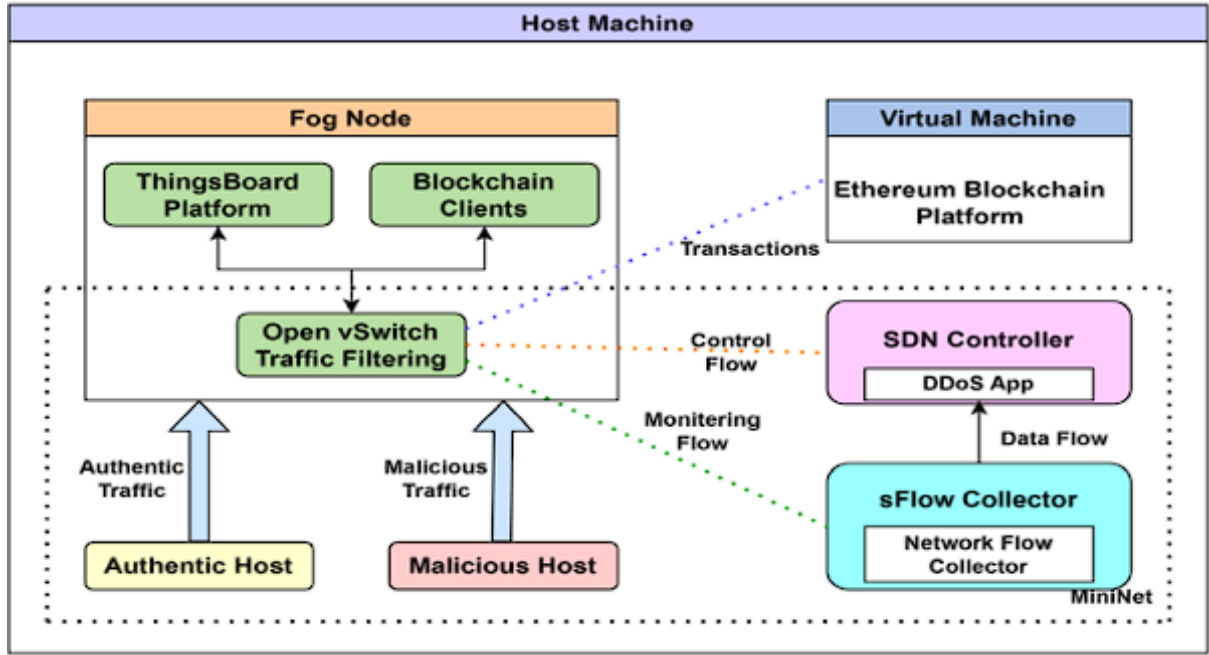 Host Machine
Fog Node
Virtual Machine
ThingsBoard
Platform
Blockchain
Clients
Ethereum Blockchain
Platform
Transactions
Open vSwitch
Traffic Filtering
Control
Flow
SDN Controller
DDoS App
Monitering
Flow
Data Flow
Authentic
Traffic
Malicious
Traffic
sFlow Collector
Network Flow
Collector
Authentic Host
Malicious Host
MiniNet